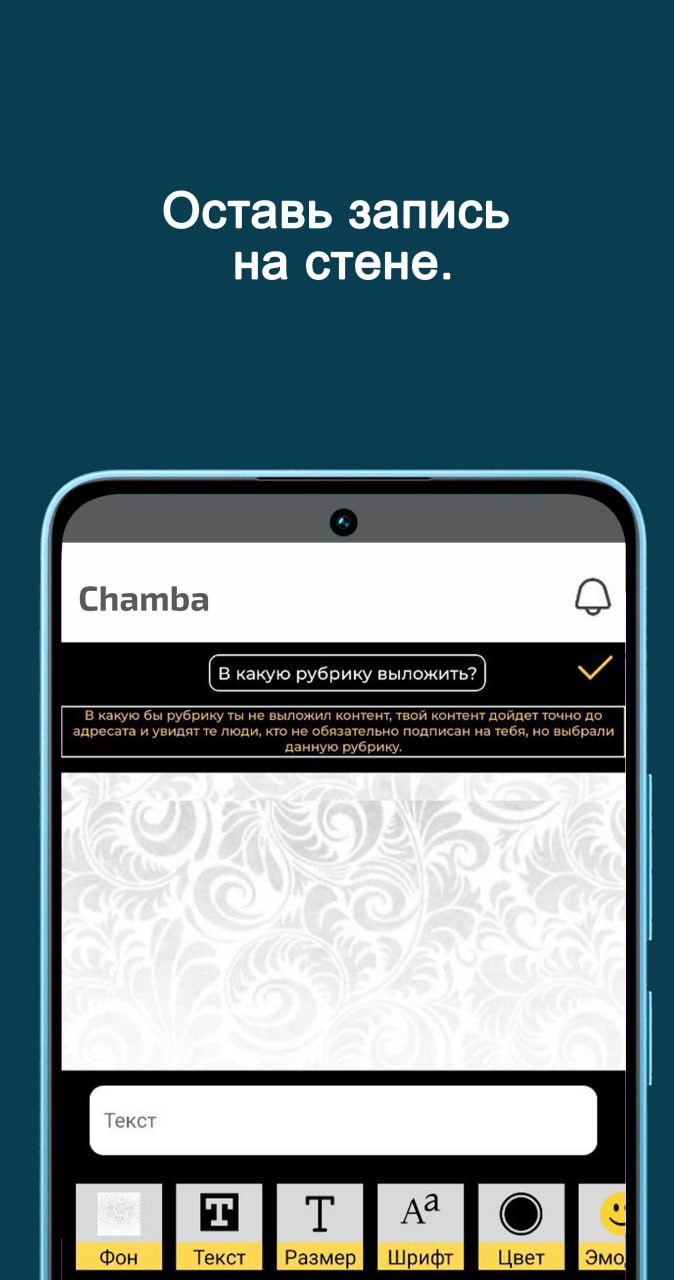 Оставь запись
на стене.
Chamba
В какую рубрику выложить?
В какую бы рубрику ты не выложил контент, твой контент дойдет точно до
адресата и увидят те люди, кто не обязательно подписан на тебя, но выбрали
данную рубрику.
Текст
Фон Текст Размер Шрифт Цвет Эмо